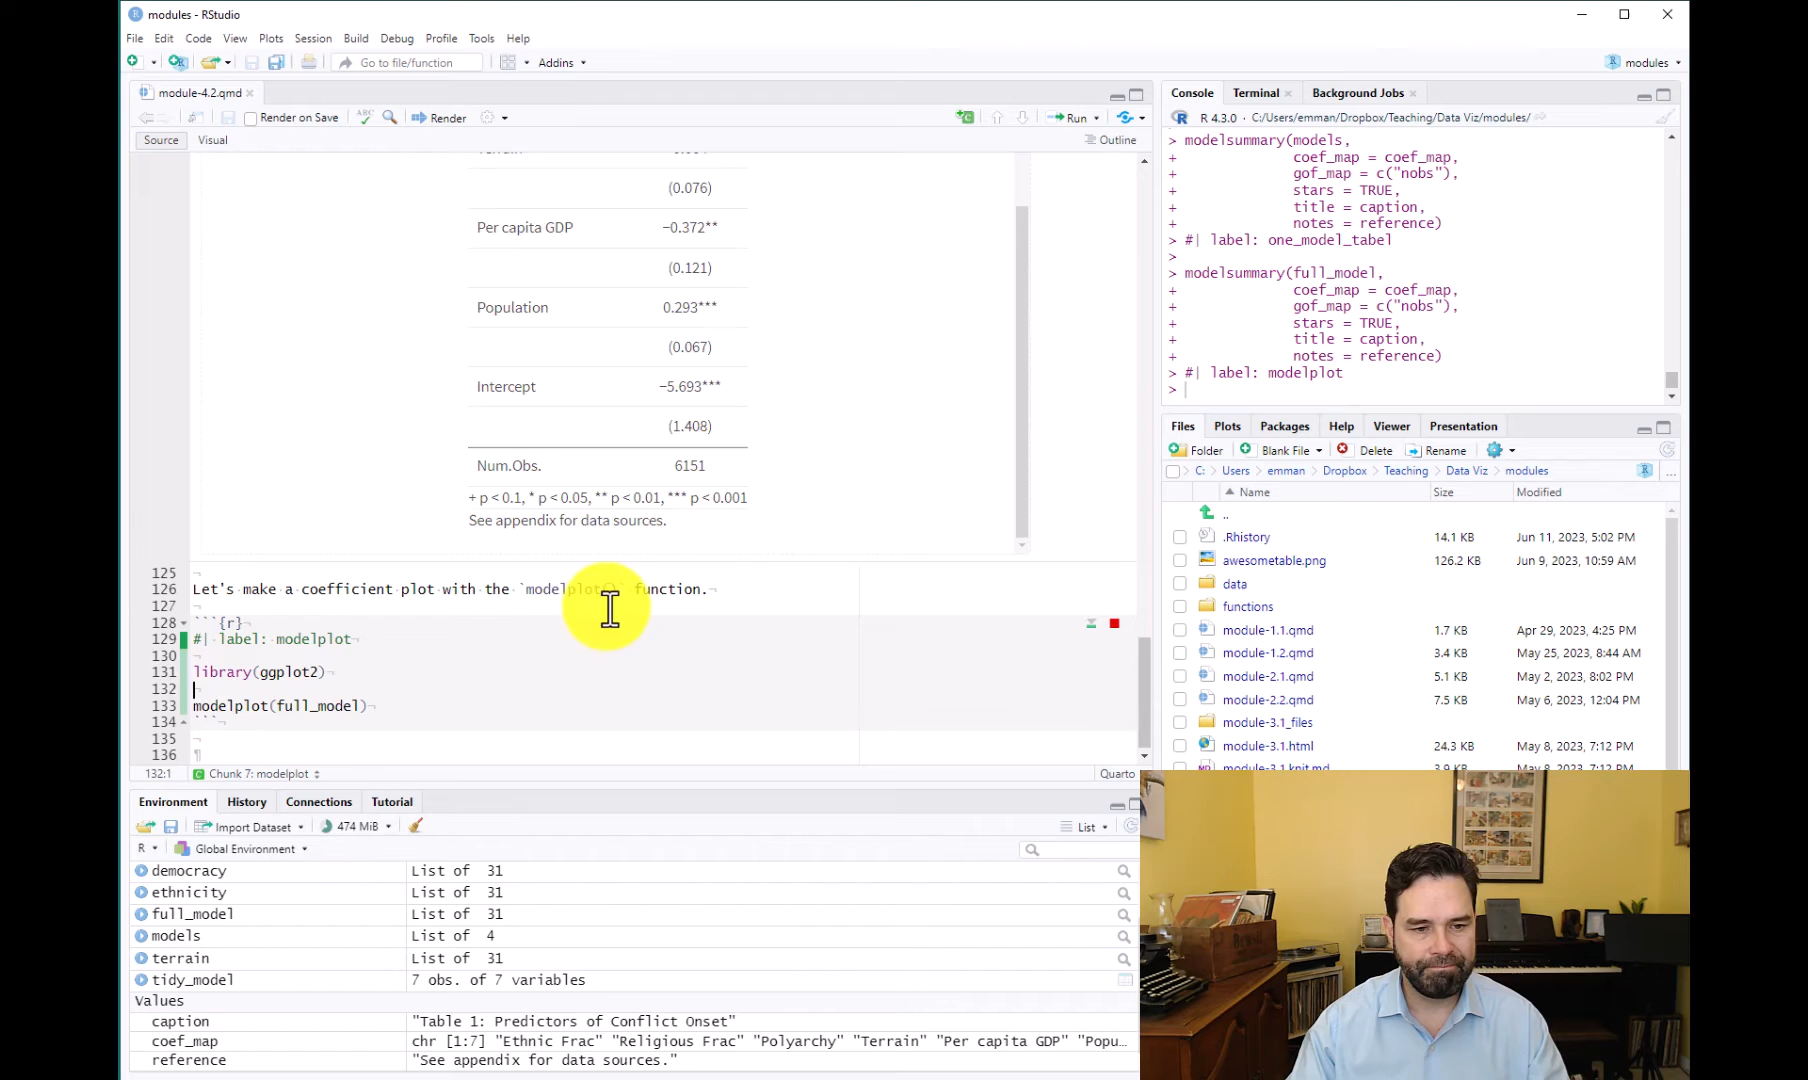 modules - RStudio
File Edit Code View Plots Session Build Debug Profile Tools Help
Go to file/function
Addins
modules
module-4.2.qmd
Render on Save
ABC
Render
Run
Source Visual
Outline
(0.076)
Per capita GDP −0.372**
(0.121)
Population 0.293***
(0.067)
Intercept −5.693***
(1.408)
Num.Obs. 6151
+ p < 0.1, * p < 0.05, ** p < 0.01, *** p < 0.001
See appendix for data sources.
125
126 Let's make a coefficient plot with the `modelplot()` function.
127
128 ```{r}
129 #| label: modelplot
130
131 library(ggplot2)
132
133 modelplot(full_model)
134 ```
135
136
132:1 Chunk 7: modelplot Quarto
Console Terminal Background Jobs
R 4.3.0 · C:/Users/emman/Dropbox/Teaching/Data Viz/modules/
> modelsummary(models,
+ coef_map = coef_map,
+ gof_map = c("nobs"),
+ stars = TRUE,
+ title = caption,
+ notes = reference)
> #| label: one_model_tabel
>
> modelsummary(full_model,
+ coef_map = coef_map,
+ gof_map = c("nobs"),
+ stars = TRUE,
+ title = caption,
+ notes = reference)
> #| label: modelplot
>
Files Plots Packages Help Viewer Presentation
Folder Blank File Delete Rename
C: Users emman Dropbox Teaching Data Viz modules
Name Size Modified
..
.Rhistory 14.1 KB Jun 11, 2023, 5:02 PM
awesometable.png 126.2 KB Jun 9, 2023, 10:59 AM
data
functions
module-1.1.qmd 1.7 KB Apr 29, 2023, 4:25 PM
module-1.2.qmd 3.4 KB May 25, 2023, 8:44 AM
module-2.1.qmd 5.1 KB May 2, 2023, 8:02 PM
module-2.2.qmd 7.5 KB May 6, 2023, 12:04 PM
module-3.1_files
module-3.1.html 24.3 KB May 8, 2023, 7:12 PM
module-3.1.knit.md 3.9 KB May 8, 2023, 7:12 PM
Environment History Connections Tutorial
Import Dataset 474 MiB List
R Global Environment
democracy List of 31
ethnicity List of 31
full_model List of 31
models List of 4
terrain List of 31
tidy_model 7 obs. of 7 variables
Values
caption "Table 1: Predictors of Conflict Onset"
coef_map chr [1:7] "Ethnic Frac" "Religious Frac" "Polyarchy" "Terrain" "Per capita GDP" "Popu…
reference "See appendix for data sources."